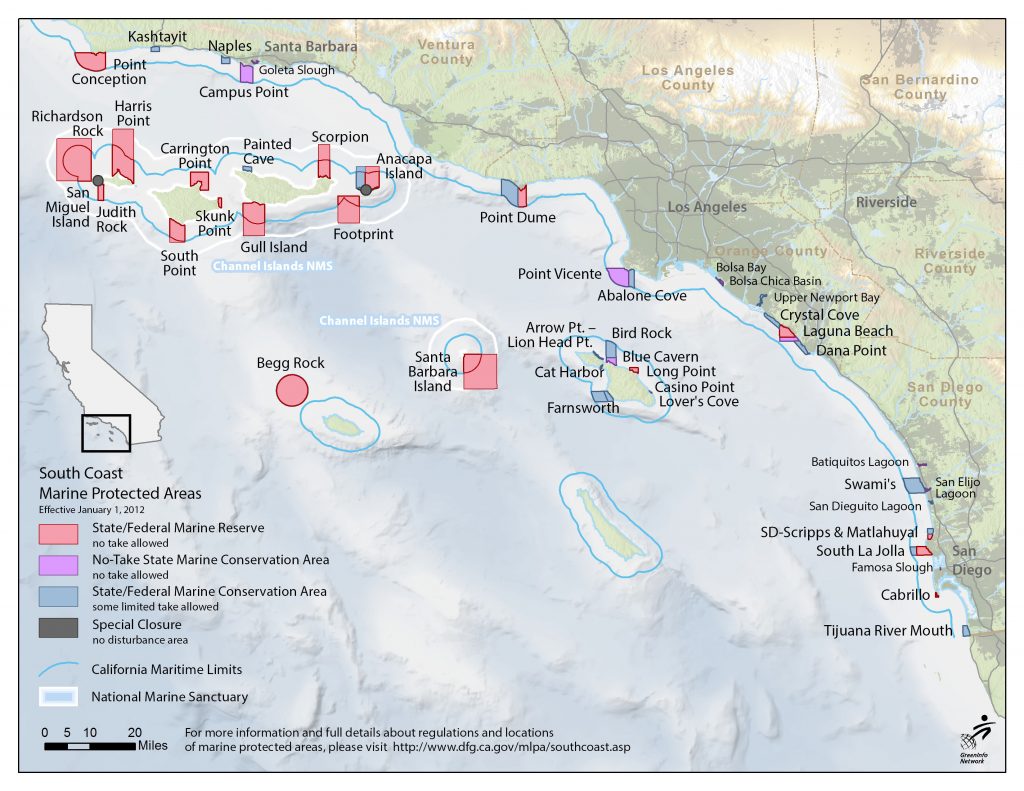 Kashtayit
Naples
Santa Barbara
Goleta Slough
Point
Conception
Campus Point
Ventura
County
Los Angeles
County
San Bernardino
County
Richardson
Rock
Harris
Point
Carrington
Point
Painted
Cave
Scorpion
Anacapa
Island
San
Miguel
Island
Judith
Rock
Skunk
Point
South
Point
Gull Island
Footprint
Channel Islands NMS
Point Dume
Los Angeles
Riverside
Orange County
Riverside
County
Point Vicente
Abalone Cove
Bolsa Bay
Bolsa Chica Basin
Upper Newport Bay
Crystal Cove
Laguna Beach
Dana Point
Channel Islands NMS
Santa
Barbara
Island
Begg Rock
Arrow Pt. –
Lion Head Pt.
Bird Rock
Blue Cavern
Cat Harbor
Long Point
Casino Point
Lover's Cove
Farnsworth
San Diego
County
Batiquitos Lagoon
Swami's
San Elijo
Lagoon
San Dieguito Lagoon
SD-Scripps & Matlahuyal
South La Jolla
San
Diego
Famosa Slough
Cabrillo
Tijuana River Mouth
South Coast
Marine Protected Areas
Effective January 1, 2012
State/Federal Marine Reserve
no take allowed
No-Take State Marine Conservation Area
no take allowed
State/Federal Marine Conservation Area
some limited take allowed
Special Closure
no disturbance area
California Maritime Limits
National Marine Sanctuary
0 5 10 20
Miles
For more information and full details about regulations and locations
of marine protected areas, please visit http://www.dfg.ca.gov/mlpa/southcoast.asp
GreenInfo
Network